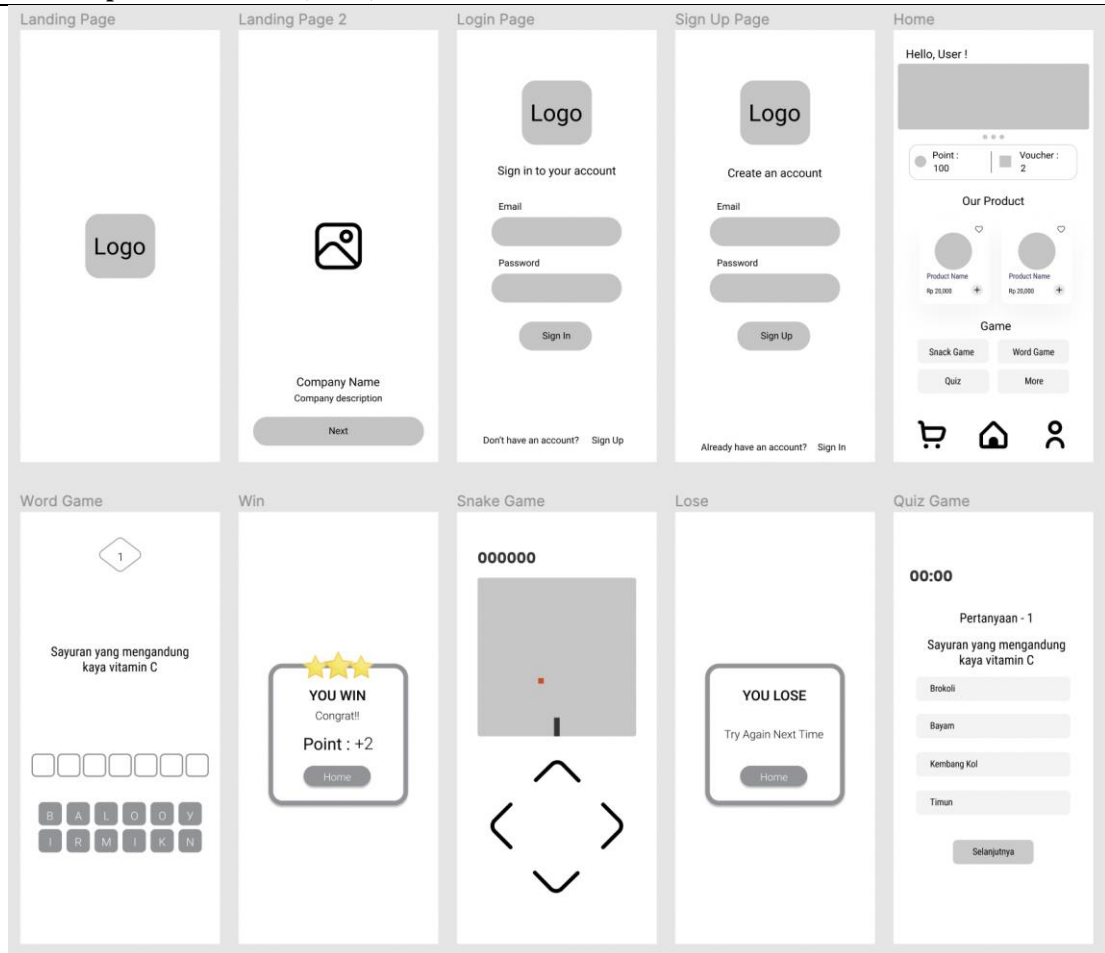 Landing Page
Logo
Landing Page 2
Company Name
Company description
Next
Login Page
Logo
Sign in to your account
Email
Password
Sign In
Don't have an account? Sign Up
Sign Up Page
Logo
Create an account
Email
Password
Sign Up
Already have an account? Sign In
Home
Hello, User !
Point :
100
Voucher :
2
Our Product
Product Name
Rp 20,000 +
Product Name
Rp 20,000 +
Game
Snack Game
Word Game
Quiz
More
Word Game
1
Sayuran yang mengandung
kaya vitamin C
B A L O O Y
I R M I K N
Win
YOU WIN
Congrat!!
Point : +2
Home
Snake Game
000000
Lose
YOU LOSE
Try Again Next Time
Home
Quiz Game
00:00
Pertanyaan - 1
Sayuran yang mengandung
kaya vitamin C
Brokoli
Bayam
Kembang Kol
Timun
Selanjutnya